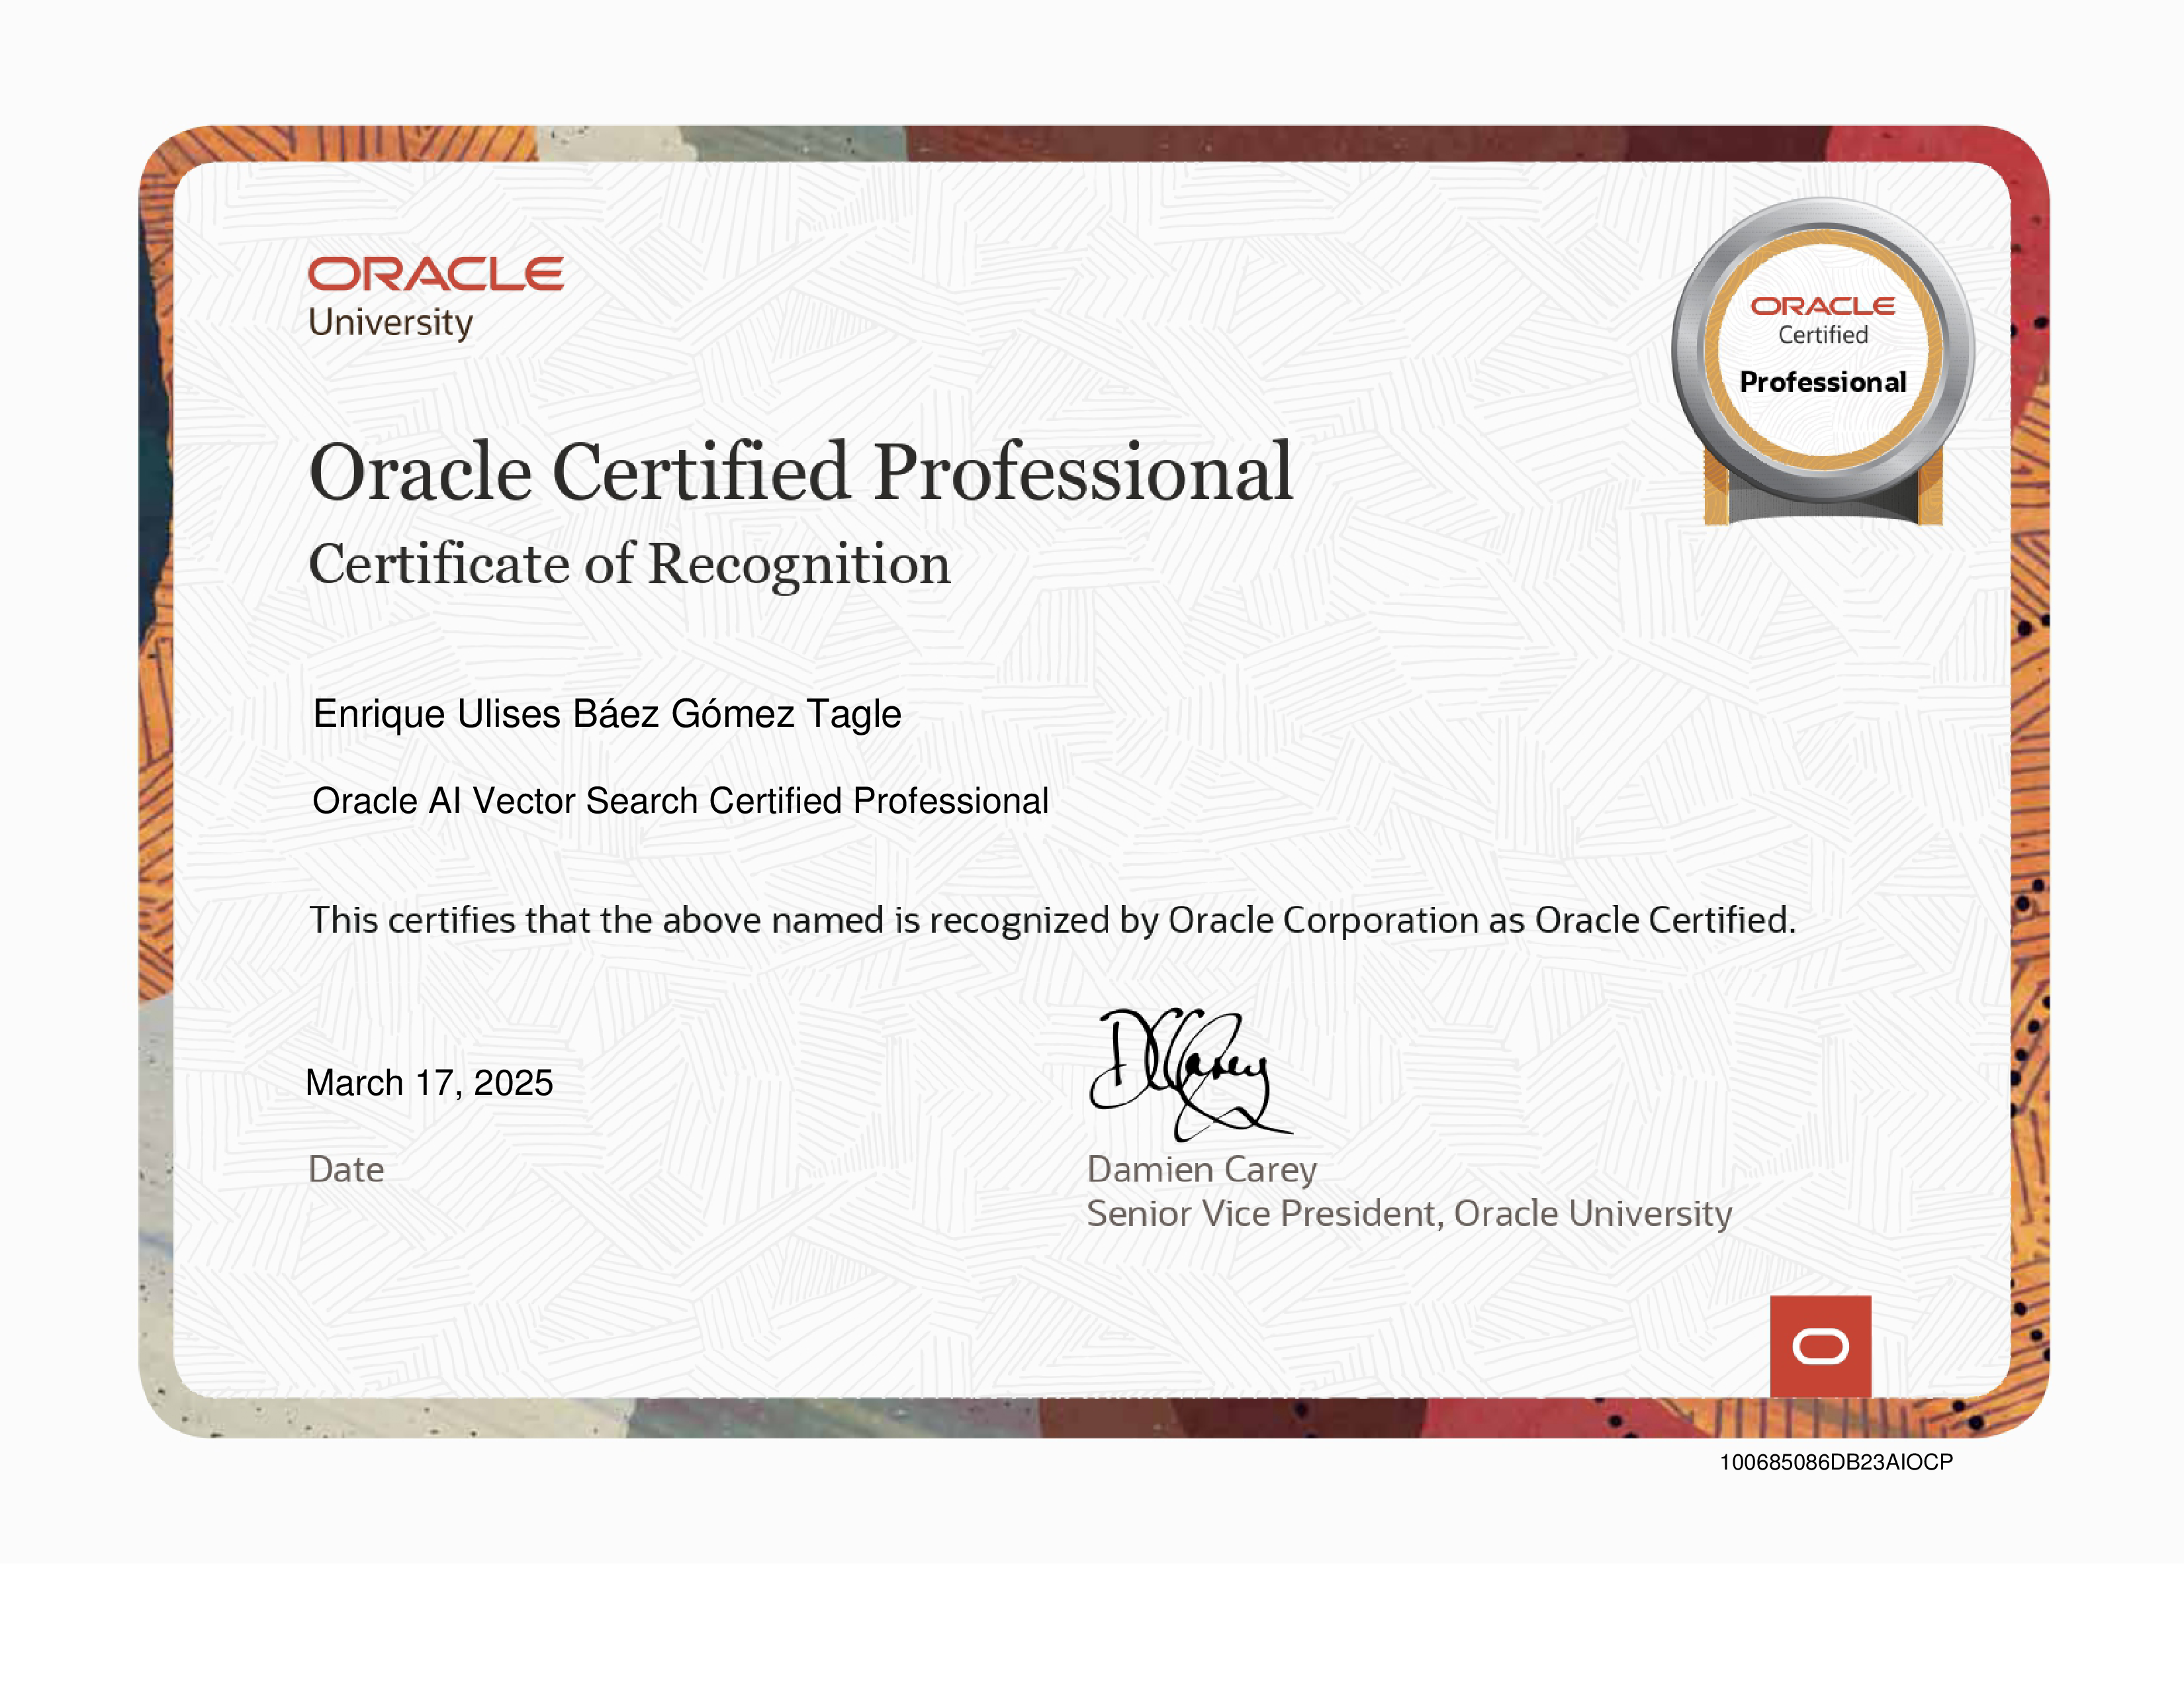 ORACLE
University
ORACLE
Certified
Professional
Oracle Certified Professional
Certificate of Recognition
Enrique Ulises Báez Gómez Tagle
Oracle AI Vector Search Certified Professional
This certifies that the above named is recognized by Oracle Corporation as Oracle Certified.
DCarey
March 17, 2025
Date
Damien Carey
Senior Vice President, Oracle University
100685086DB23AIOCP